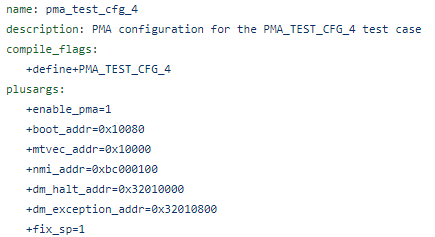 name: pma_test_cfg_4
description: PMA configuration for the PMA_TEST_CFG_4 test case
compile_flags:
+define+PMA_TEST_CFG_4
plusargs:
+enable_pma=1
+boot_addr=0x10080
+mtvec_addr=0x10000
+nmi_addr=0xbc000100
+dm_halt_addr=0x32010000
+dm_exception_addr=0x32010800
+fix_sp=1